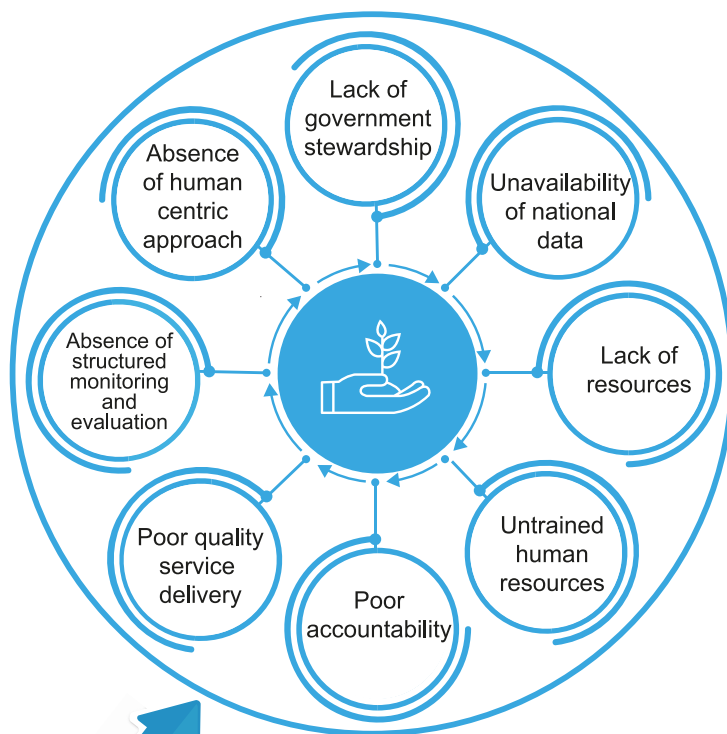 Lack of
government
stewardship
Unavailability
of national
data
Lack of
resources
Untrained
human
resources
Poor
accountability
Poor quality
service
delivery
Absence of
structured
monitoring
and
evaluation
Absence
of human
centric
approach